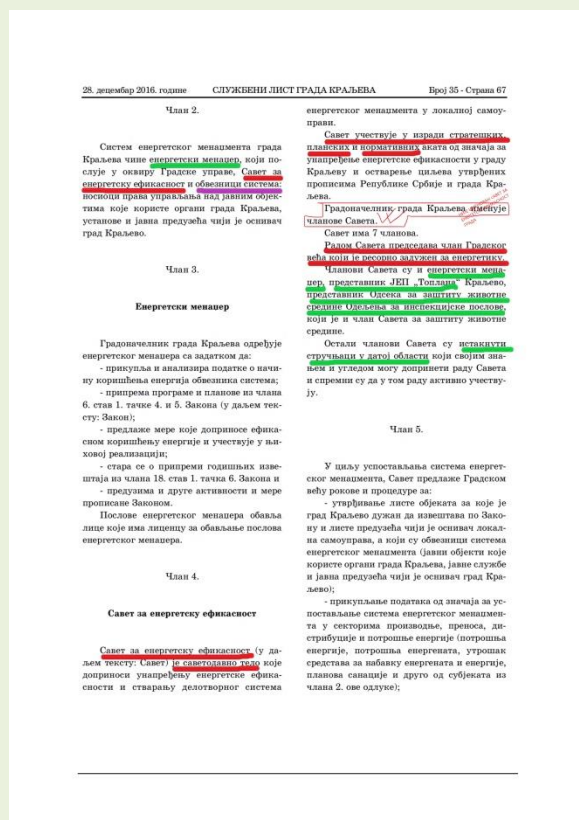 28. децембар 2016. године СЛУЖБЕНИ ЛИСТ ГРАДА КРАЉЕВА Број 35 - Страна 67
Члан 2.
Систем енергетског менаџмента града
Краљева чине енергетски менаџер, који по-
слује у оквиру Градске управе, Савет за
енергетску ефикасност и обвезници система:
носиоци права управљања над јавним објек-
тима које користе органи града Краљева,
установе и јавна предузећа чији је оснивач
град Краљево.
Члан 3.
Енергетски менаџер
Градоначелник града Краљева одређује
енергетског менаџера са задатком да:
- прикупља и анализира податке о начи-
ну коришћења енергија обвезника система;
- припрема програме и планове из члана
6. став 1. тачке 4. и 5. Закона (у даљем тек-
сту: Закон);
- предлаже мере које доприносе ефика-
сном коришћењу енергије и учествује у њи-
ховој реализацији;
- стара се о припреми годишњих изве-
штаја из члана 18. став 1. тачка 6. Закона и
- предузима и друге активности и мере
прописане Законом.
Послове енергетског менаџера обавља
лице које има лиценцу за обављање послова
енергетског менаџера.
Члан 4.
Савет за енергетску ефикасност
Савет за енергетску ефикасност (у да-
љем тексту: Савет) је саветодавно тело које
доприноси унапређењу енергетске ефика-
сности и стварању делотворног система
енергетског менаџмента у локалној самоу-
прави.
Савет учествује у изради стратешких,
планских и нормативних аката од значаја за
унапређење енергетске ефикасности у граду
Краљеву и остварење циљева утврђених
прописима Републике Србије и града Кра-
љева.
Градоначелник града Краљева именује
чланове Савета.
Савет има 7 чланова.
Радом Савета председава члан Градског
већа који је ресорно задужен за енергетику.
Чланови Савета су и енергетски мена-
џер, представник ЈЕП „Топлана“ Краљево,
представник Одсека за заштиту животне
средине Одељења за инспекцијске послове,
који је и члан Савета за заштиту животне
средине.
Остали чланови Савета су истакнути
стручњаци у датој области који својим зна-
њем и угледом могу допринети раду Савета
и спремни су да у том раду активно учеству-
ју.
Члан 5.
У циљу успостављања система енергет-
ског менаџмента, Савет предлаже Градском
већу рокове и процедуре за:
- утврђивање листе објеката за које је
град Краљево дужан да извештава по Зако-
ну и листе предузећа чији је оснивач локал-
на самоуправа, а који су обвезници система
енергетског менаџмента (јавни објекти које
користе органи града Краљева, јавне службе
и јавна предузећа чији је оснивач град Кра-
љево);
- прикупљање података од значаја за ус-
постављање система енергетског менаџмен-
та у секторима производње, преноса, ди-
стрибуције и потрошње енергије (потрошња
енергије, потрошња енергената, утрошак
средстава за набавку енергената и енергије,
планова санације и друго од субјеката из
члана 2. ове одлуке);